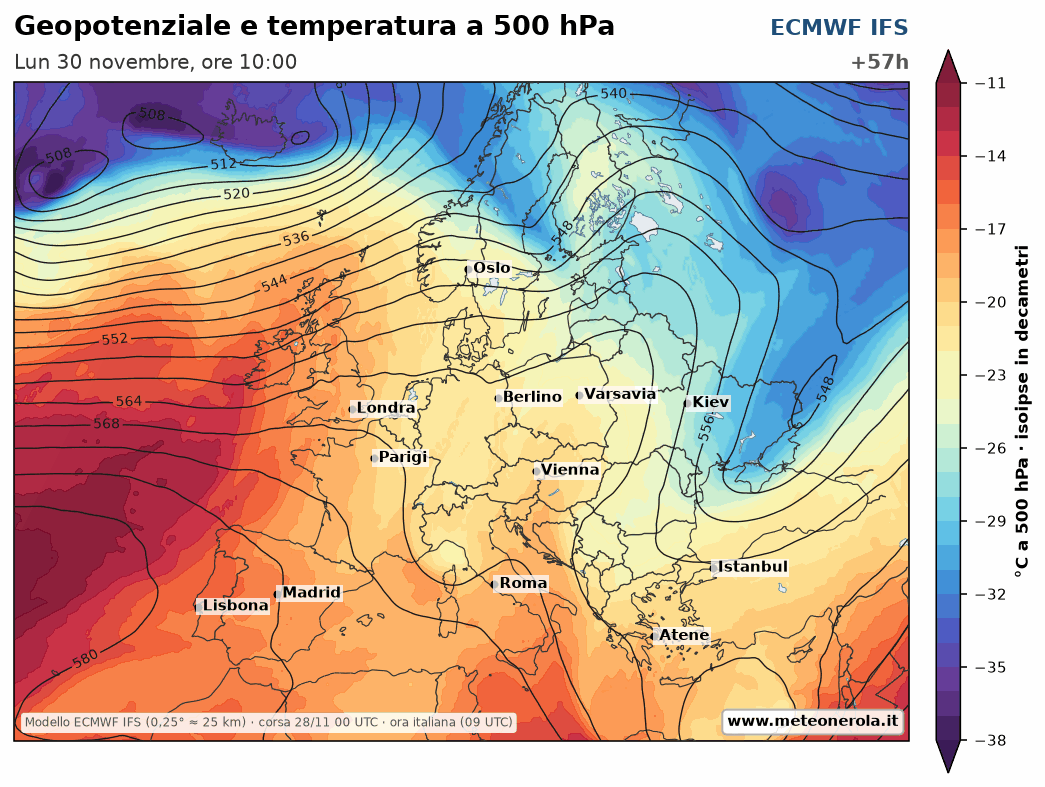 Geopotenziale e temperatura a 500 hPa
ECMWF IFS
Lun 30 novembre, ore 10:00
+57h
540
508
508
512
520
536
548
544
552
564
568
548
556
580
Oslo
Londra
Berlino
Varsavia
Kiev
Parigi
Vienna
Istanbul
Roma
Madrid
Lisbona
Atene
Modello ECMWF IFS (0,25° ≈ 25 km) · corsa 28/11 00 UTC · ora italiana (09 UTC)
www.meteonerola.it
−11
−14
−17
−20
−23
−26
−29
−32
−35
−38
°C a 500 hPa · isoipse in decametri